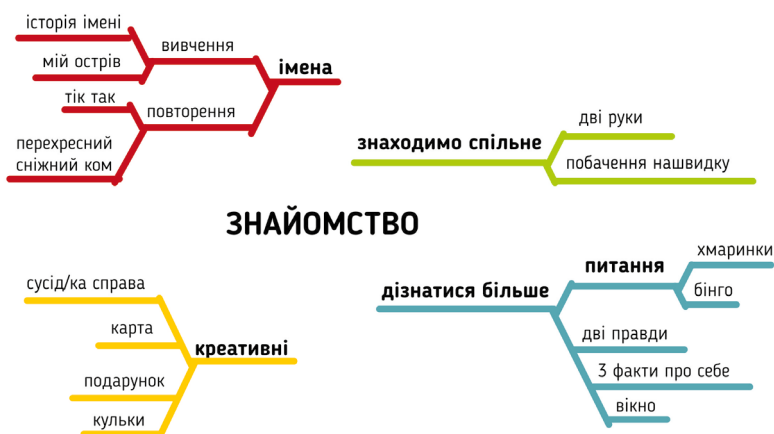 історія імені
мій острів
вивчення
імена
тік так
повторення
перехресний
сніжний ком
дві руки
знаходимо спільне
побачення нашвидку
ЗНАЙОМСТВО
сусід/ка справа
карта
креативні
подарунок
кульки
хмаринки
питання
бінго
дізнатися більше
дві правди
3 факти про себе
вікно